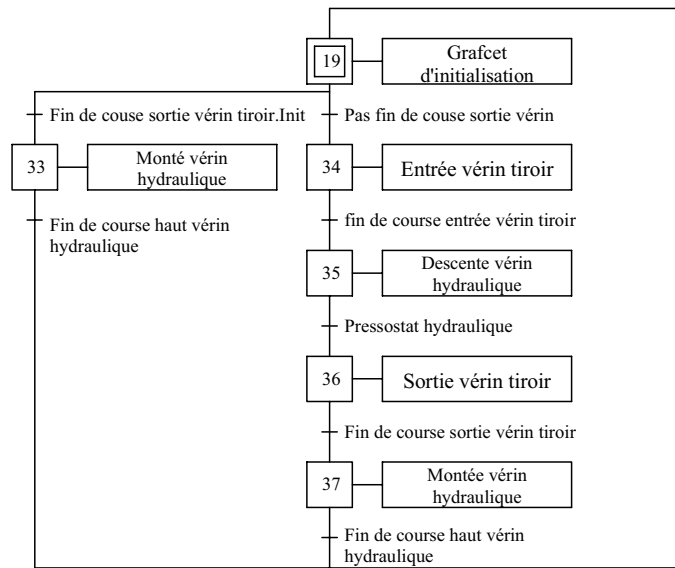 19
Grafcet
d'initialisation
Fin de couse sortie vérin tiroir.Init
Pas fin de couse sortie vérin
33
Monté vérin
hydraulique
34
Entrée vérin tiroir
Fin de course haut vérin
hydraulique
fin de course entrée vérin tiroir
35
Descente vérin
hydraulique
Pressostat hydraulique
36
Sortie vérin tiroir
Fin de course sortie vérin tiroir
37
Montée vérin
hydraulique
Fin de course haut vérin
hydraulique